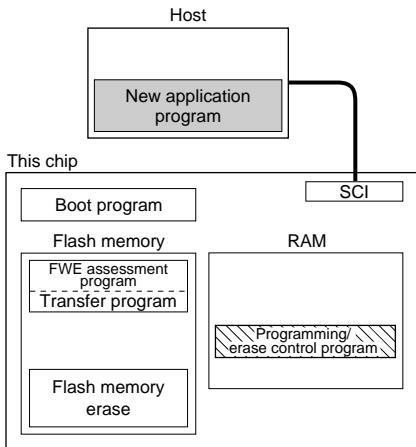 Host
New application
program
This chip
SCI
Boot program
Flash memory
RAM
FWE assessment
program
Transfer program
Programming/
erase control program
Flash memory
erase